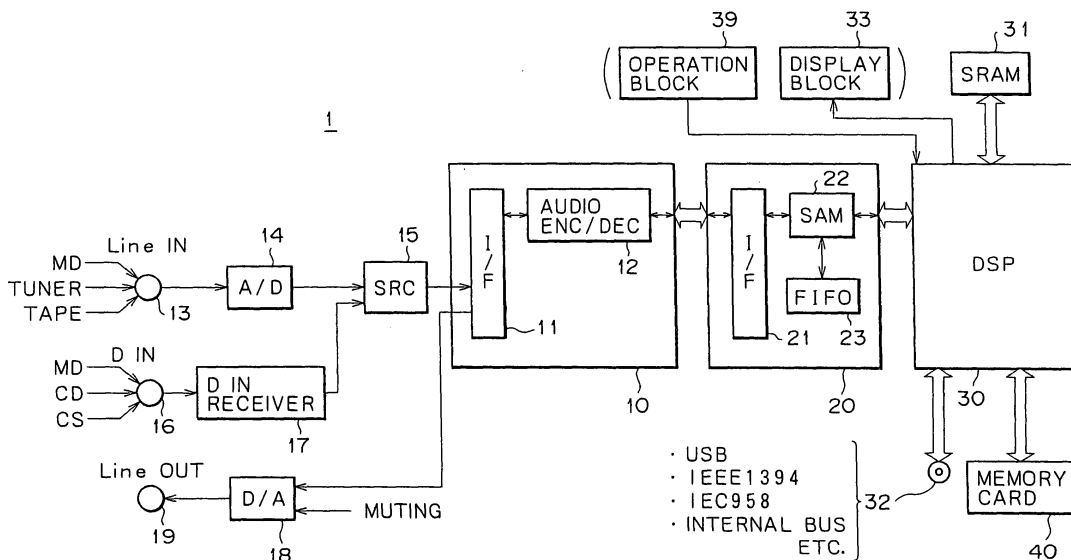 39
33
31
( OPERATION
BLOCK
DISPLAY
BLOCK )
SRAM
1
Line IN
MD
TUNER
TAPE
13
14
A/D
15
SRC
I/F
11
AUDIO
ENC/DEC
12
10
I/F
21
22
SAM
FIFO
23
20
DSP
30
D IN
MD
CD
CS
16
D IN
RECEIVER
17
Line OUT
19
D/A
18
MUTING
· USB
· IEEE1394
· IEC958
· INTERNAL BUS
ETC.
32
MEMORY
CARD
40